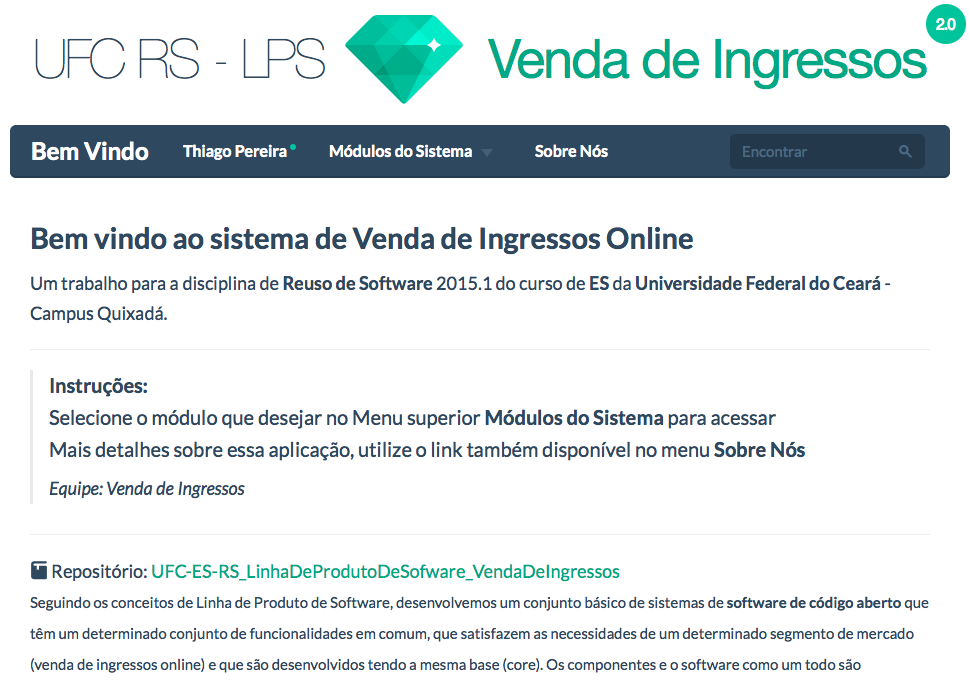 UFC RS - LPS Venda de Ingressos 2.0
Bem Vindo Thiago Pereira Módulos do Sistema Sobre Nós Encontrar
Bem vindo ao sistema de Venda de Ingressos Online
Um trabalho para a disciplina de Reuso de Software 2015.1 do curso de ES da Universidade Federal do Ceará -
Campus Quixadá.
Instruções:
Selecione o módulo que desejar no Menu superior Módulos do Sistema para acessar
Mais detalhes sobre essa aplicação, utilize o link também disponível no menu Sobre Nós
Equipe: Venda de Ingressos
Repositório: UFC-ES-RS_LinhaDeProdutoDeSofware_VendaDeIngressos
Seguindo os conceitos de Linha de Produto de Software, desenvolvemos um conjunto básico de sistemas de software de código aberto que
têm um determinado conjunto de funcionalidades em comum, que satisfazem as necessidades de um determinado segmento de mercado
(venda de ingressos online) e que são desenvolvidos tendo a mesma base (core). Os componentes e o software como um todo são